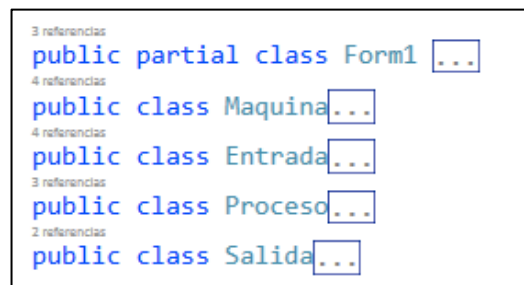 3 referencias
public partial class Form1 ...
4 referencias
public class Maquina...
4 referencias
public class Entrada...
3 referencias
public class Proceso...
2 referencias
public class Salida...